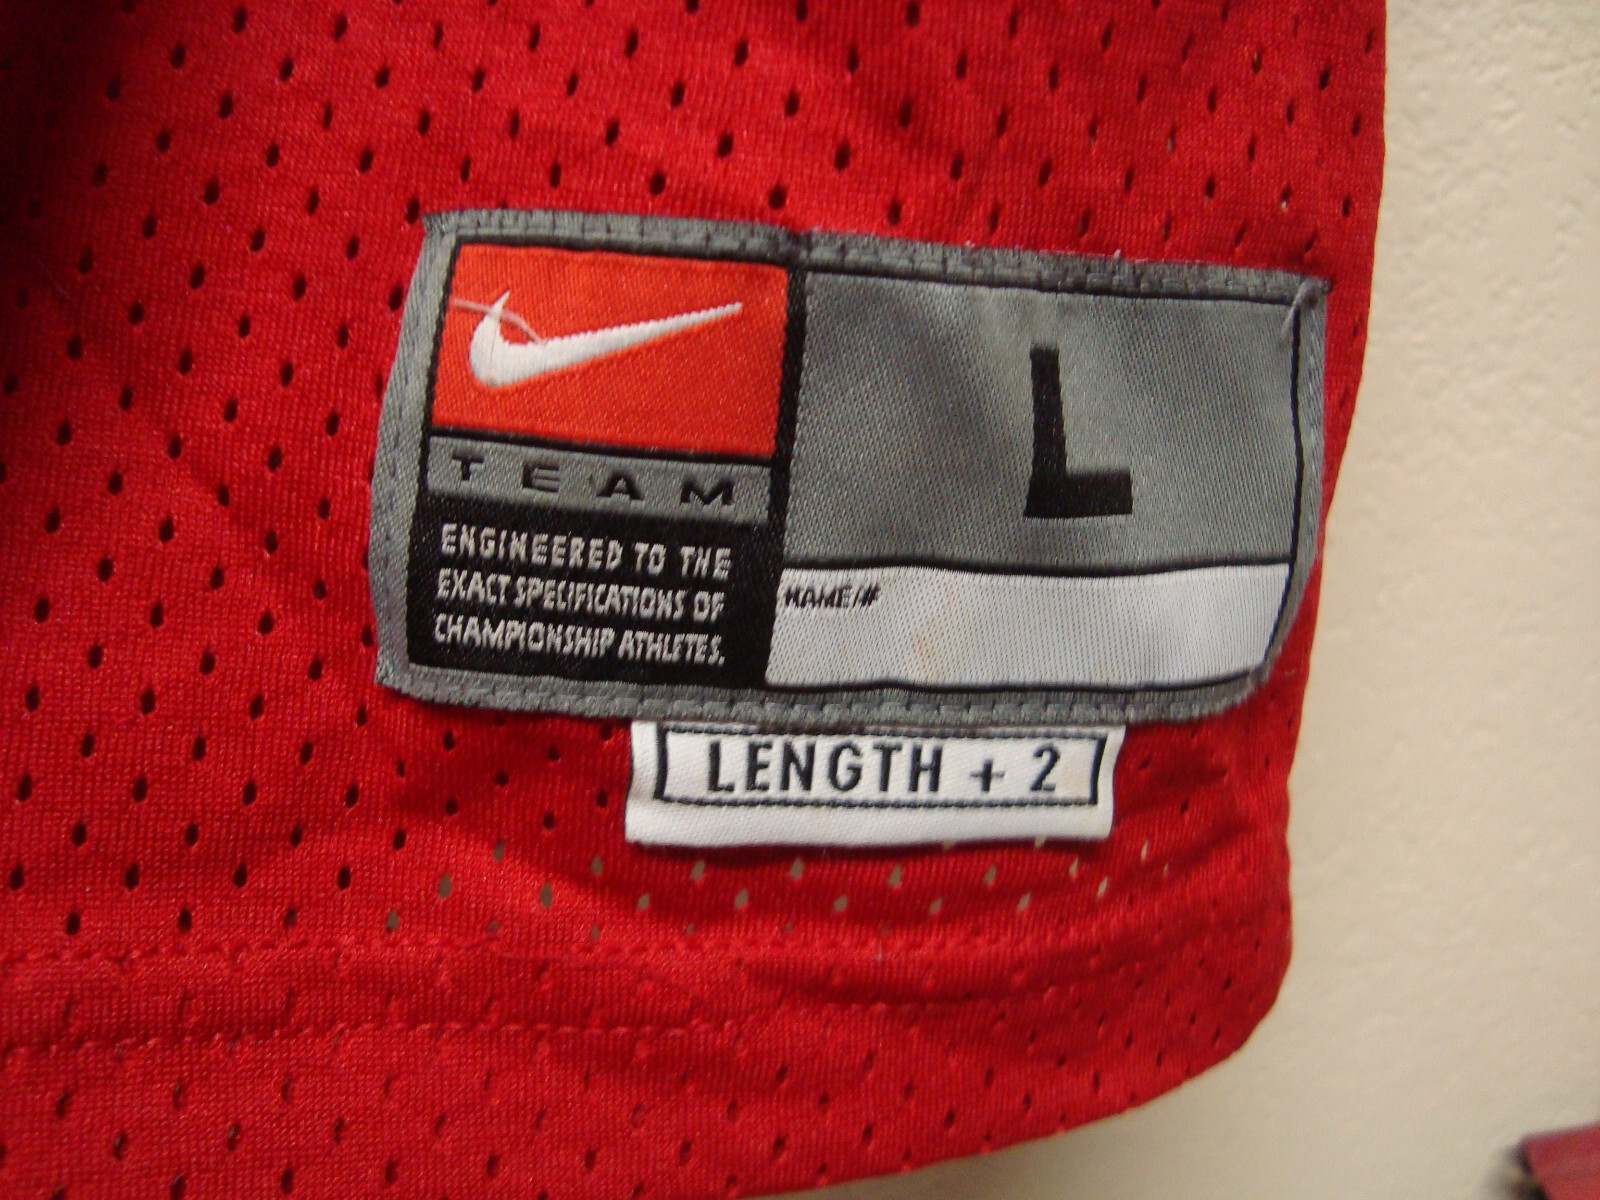 TEAM
ENGINEERED TO THE
EXACT SPECIFICATIONS OF
CHAMPIONSHIP ATHLETES.
L
NAME/#
LENGTH + 2